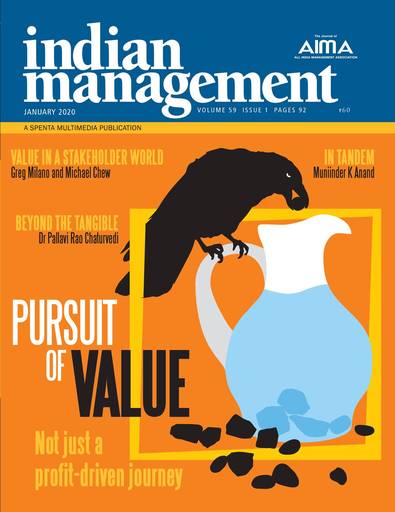 indian
management
The Journal of
AIMA
ALL INDIA MANAGEMENT ASSOCIATION
JANUARY 2020
VOLUME 59 ISSUE 1 PAGES 92
₹60
A SPENTA MULTIMEDIA PUBLICATION
VALUE IN A STAKEHOLDER WORLD
Greg Milano and Michael Chew
IN TANDEM
Muniinder K Anand
BEYOND THE TANGIBLE
Dr Pallavi Rao Chaturvedi
PURSUIT
OF VALUE
Not just a
profit-driven journey